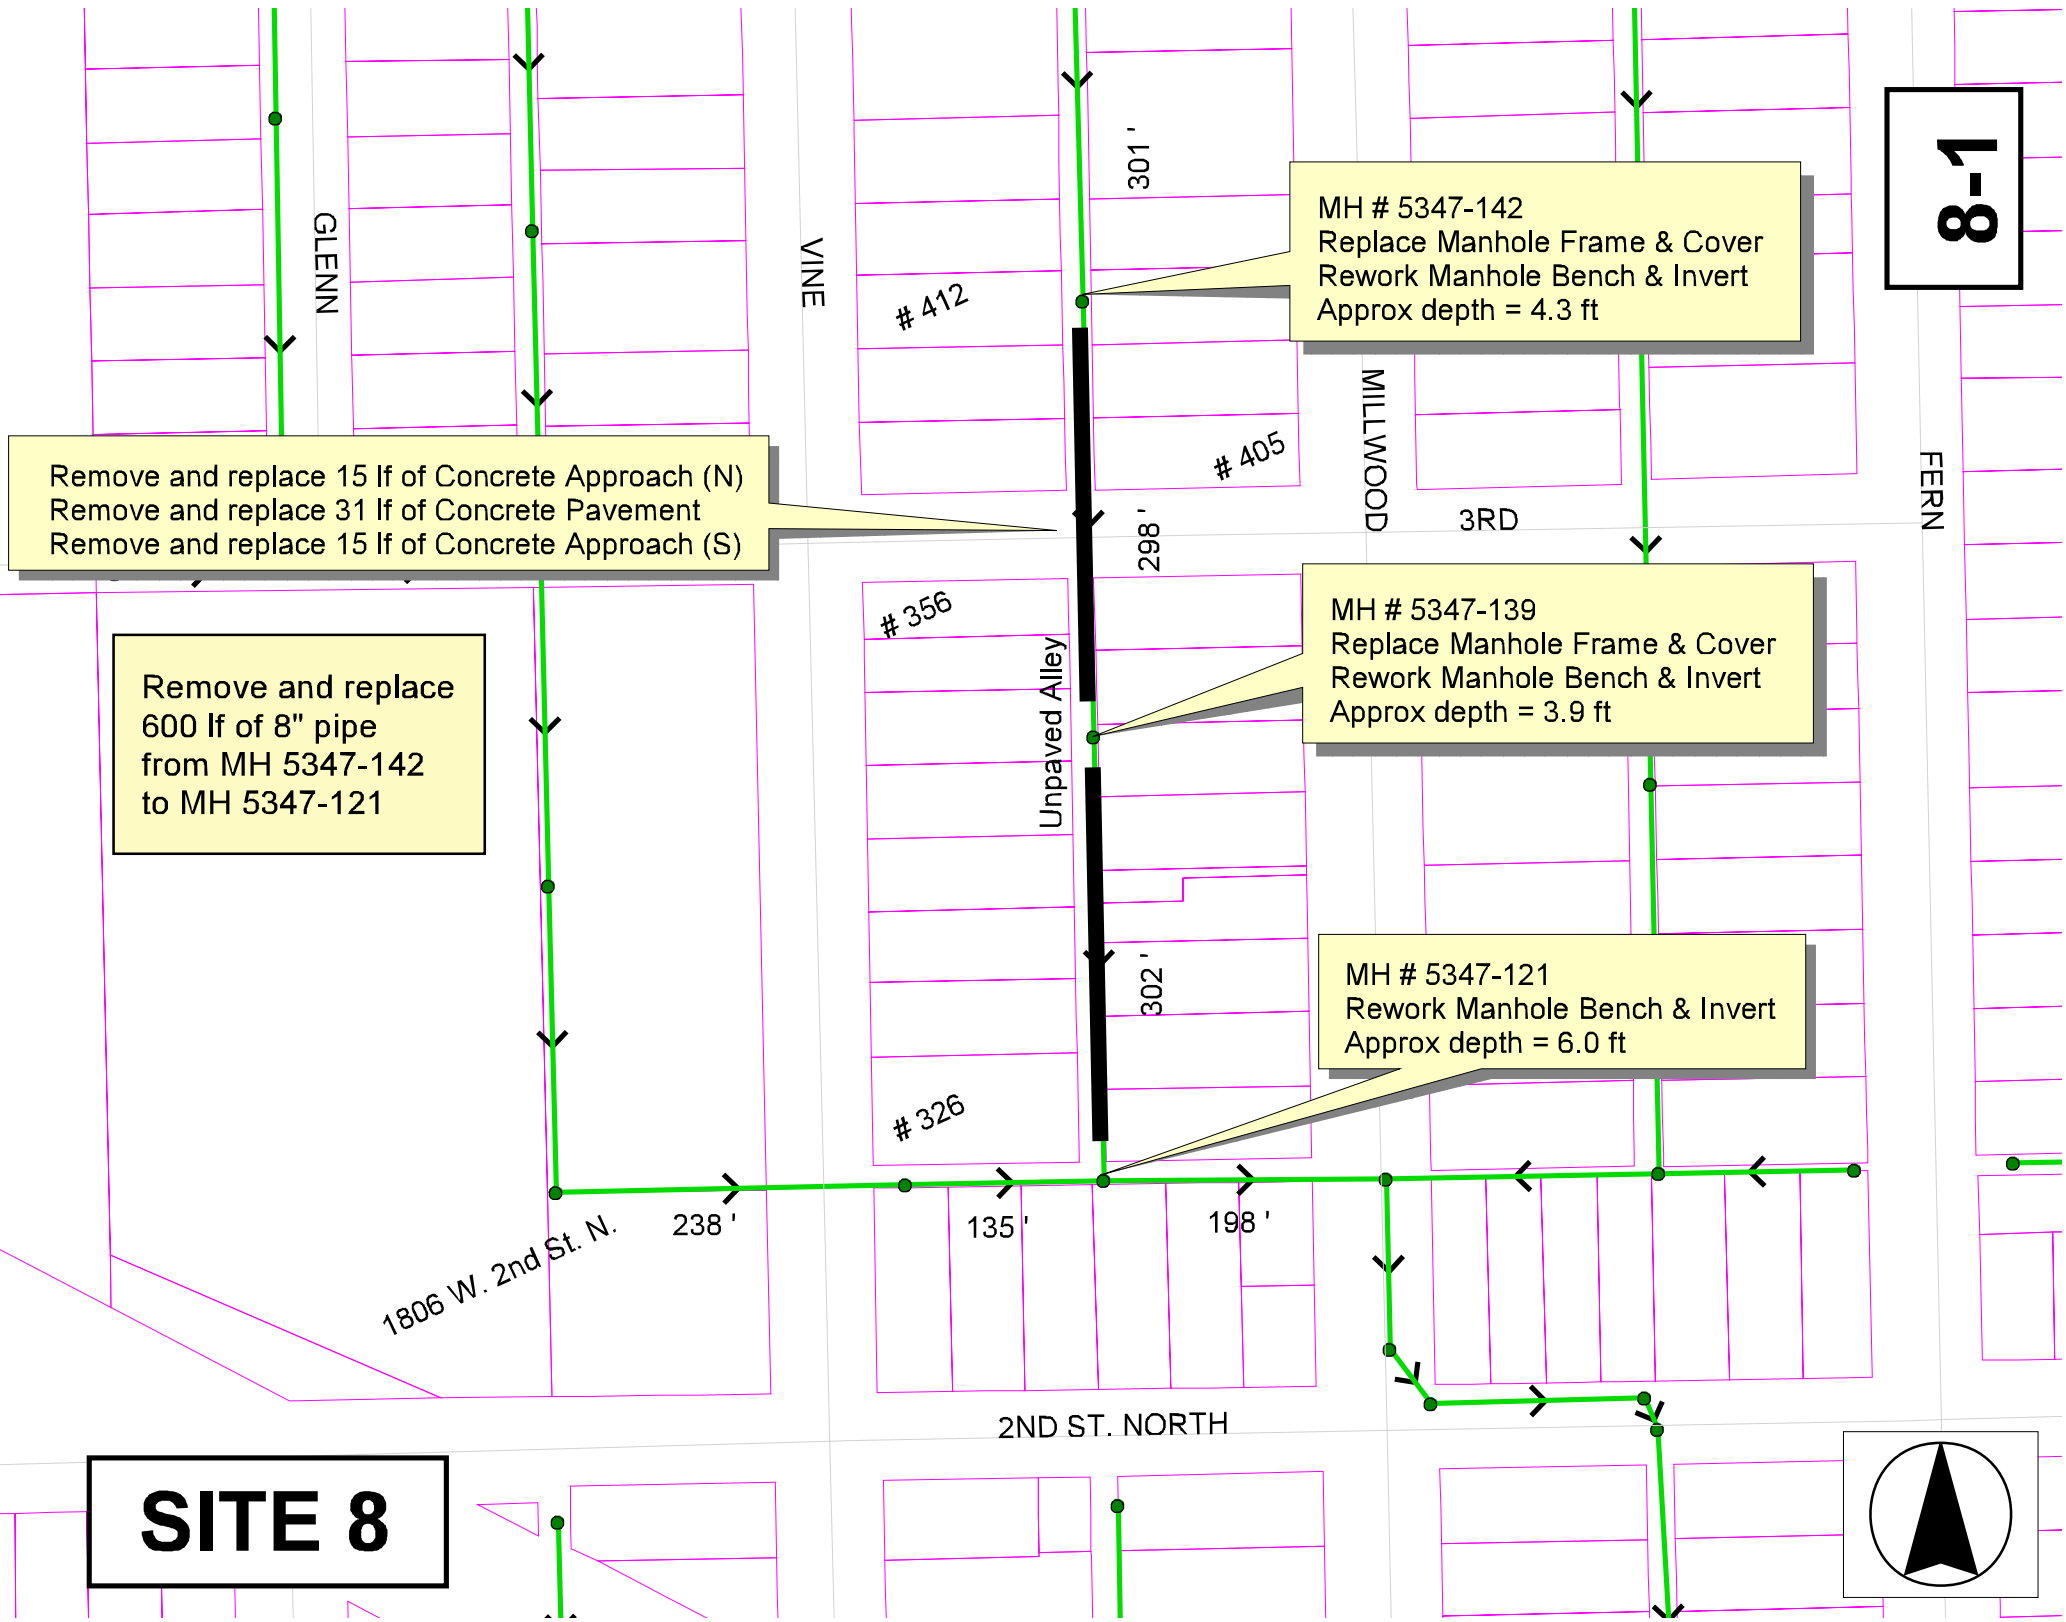 8-1
301 '
MH # 5347-142
Replace Manhole Frame & Cover
Rework Manhole Bench & Invert
Approx depth = 4.3 ft
GLENN
VINE
# 412
MILLWOOD
# 405
FERN
Remove and replace 15 lf of Concrete Approach (N)
Remove and replace 31 lf of Concrete Pavement
Remove and replace 15 lf of Concrete Approach (S)
298 '
3RD
# 356
MH # 5347-139
Replace Manhole Frame & Cover
Rework Manhole Bench & Invert
Approx depth = 3.9 ft
Remove and replace
600 lf of 8" pipe
from MH 5347-142
to MH 5347-121
Unpaved Alley
302 '
MH # 5347-121
Rework Manhole Bench & Invert
Approx depth = 6.0 ft
# 326
238 '
135 '
198 '
1806 W. 2nd St. N.
2ND ST. NORTH
SITE 8